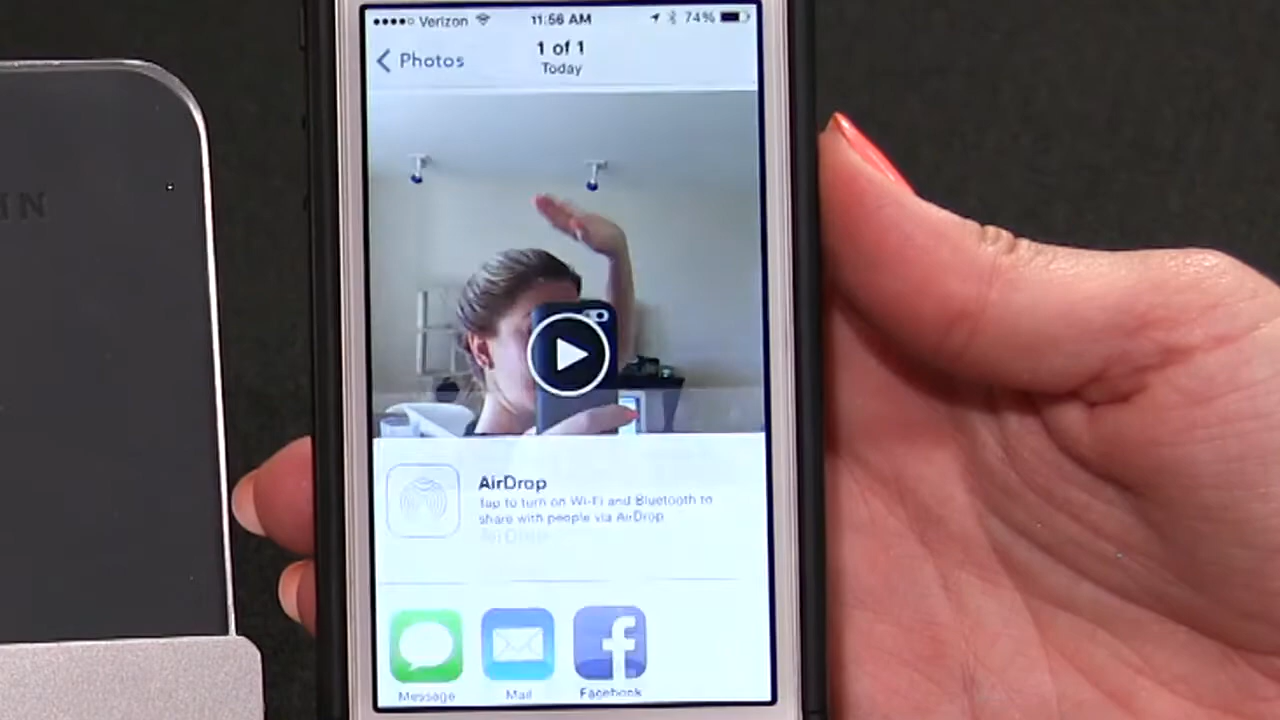 Verizon 11:56 AM 74%
Photos
1 of 1
Today
AirDrop
Tap to turn on Wi-Fi and Bluetooth to
share with people via AirDrop
AirDrop
Message Mail Facebook